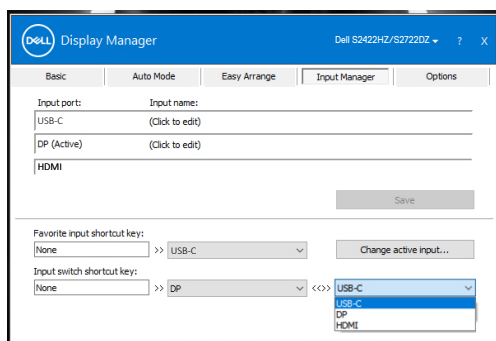 DELL Display Manager Dell S2422HZ/S2722DZ ? X
Basic Auto Mode Easy Arrange Input Manager Options
Input port: Input name:
USB-C (Click to edit)
DP (Active) (Click to edit)
HDMI
Save
Favorite input shortcut key:
None >> USB-C Change active input...
Input switch shortcut key:
None >> DP <<>> USB-C
USB-C
DP
HDMI